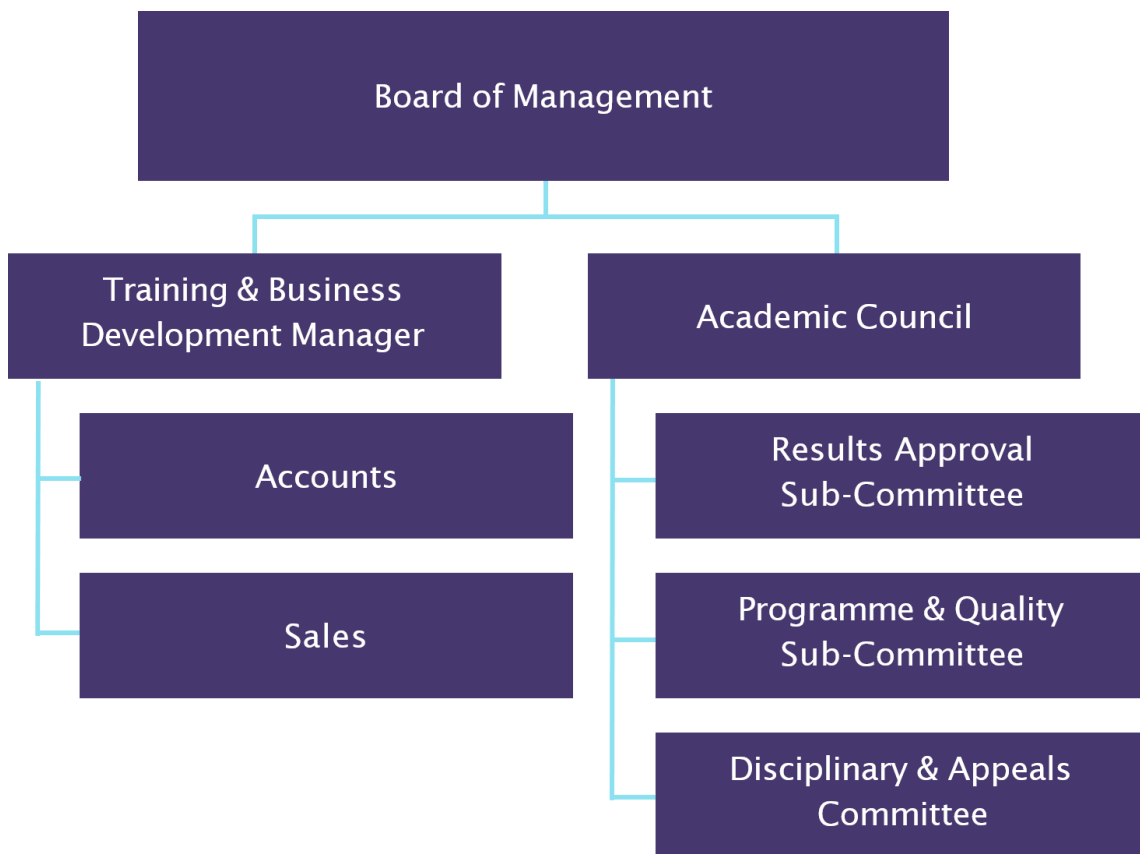 Board of Management
Training & Business
Development Manager
Accounts
Sales
Academic Council
Results Approval
Sub-Committee
Programme & Quality
Sub-Committee
Disciplinary & Appeals
Committee